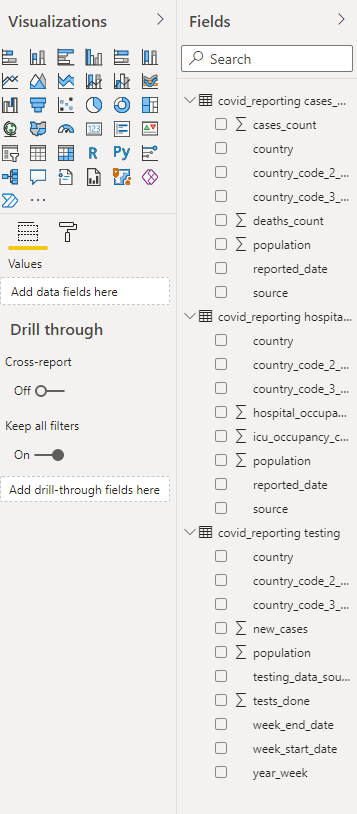 Visualizations
123
R
Py
Values
Add data fields here
Drill through
Cross-report
Off
Keep all filters
On
Add drill-through fields here
Fields
Search
covid_reporting cases_...
∑ cases_count
country
country_code_2_...
country_code_3_...
∑ deaths_count
∑ population
reported_date
source
covid_reporting hospita...
country
country_code_2_...
country_code_3_...
∑ hospital_occupa...
∑ icu_occupancy_c...
∑ population
reported_date
source
covid_reporting testing
country
country_code_2_...
country_code_3_...
∑ new_cases
∑ population
testing_data_sou...
∑ tests_done
week_end_date
week_start_date
year_week